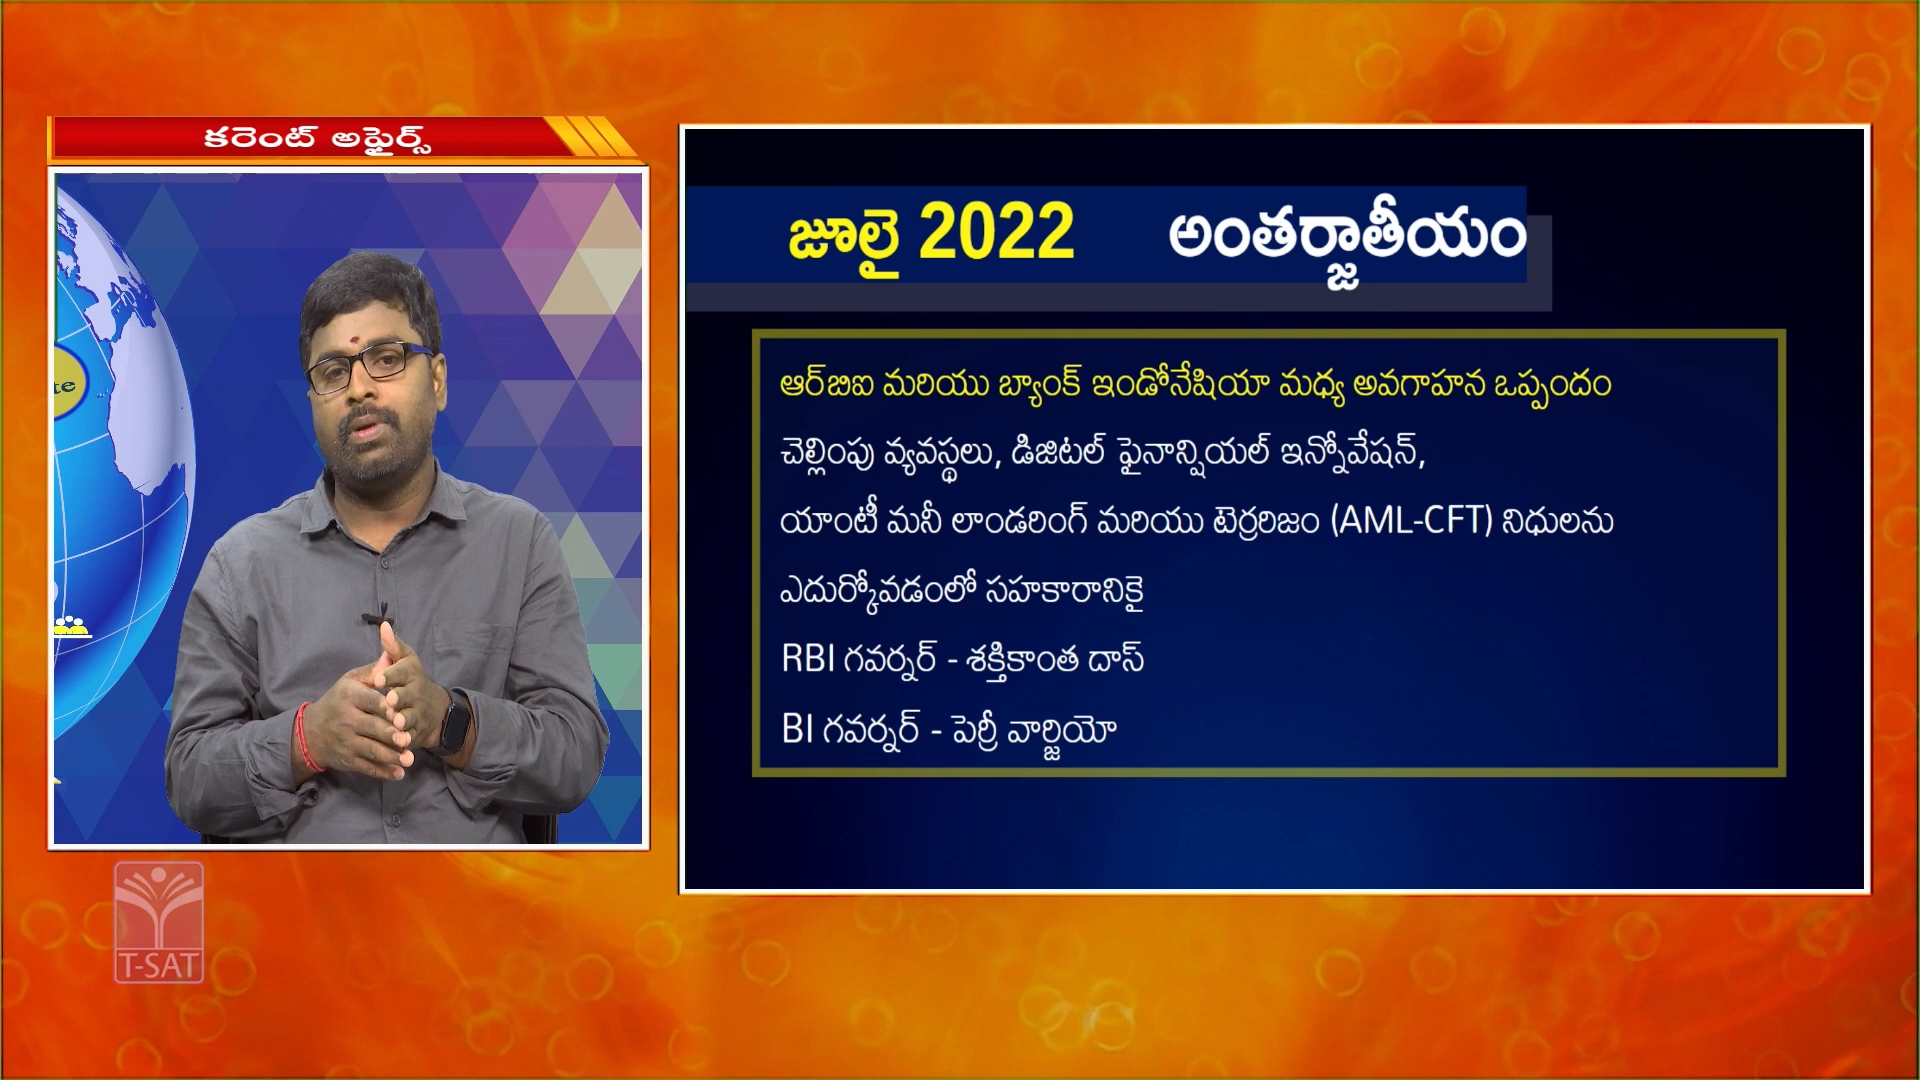 కరెంట్ అఫైర్స్
జూలై 2022 అంతర్జాతీయం
ఆర్‌బిఐ మరియు బ్యాంక్ ఇండోనేషియా మధ్య అవగాహన ఒప్పందం
చెల్లింపు వ్యవస్థలు, డిజిటల్ ఫైనాన్షియల్ ఇన్నోవేషన్,
యాంటీ మనీ లాండరింగ్ మరియు టెర్రరిజం (AML-CFT) నిధులను
ఎదుర్కోవడంలో సహకారానికై
RBI గవర్నర్ - శక్తికాంత దాస్
BI గవర్నర్ - పెర్రీ వార్జియో
te
T-SAT